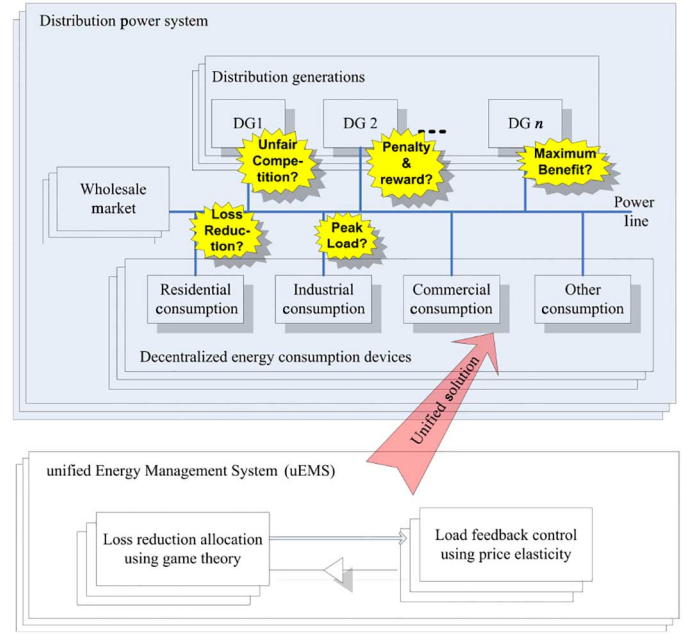 Distribution power system
Distribution generations
DG1
DG 2
DG n
Unfair
Compe-
tition?
Penalty
&
reward?
Maximum
Benefit?
Wholesale
market
Power
line
Loss
Reduc-
tion?
Peak
Load?
Residential
consumption
Industrial
consumption
Commercial
consumption
Other
consumption
Decentralized energy consumption devices
Unified solution
unified Energy Management System (uEMS)
Loss reduction allocation
using game theory
Load feedback control
using price elasticity